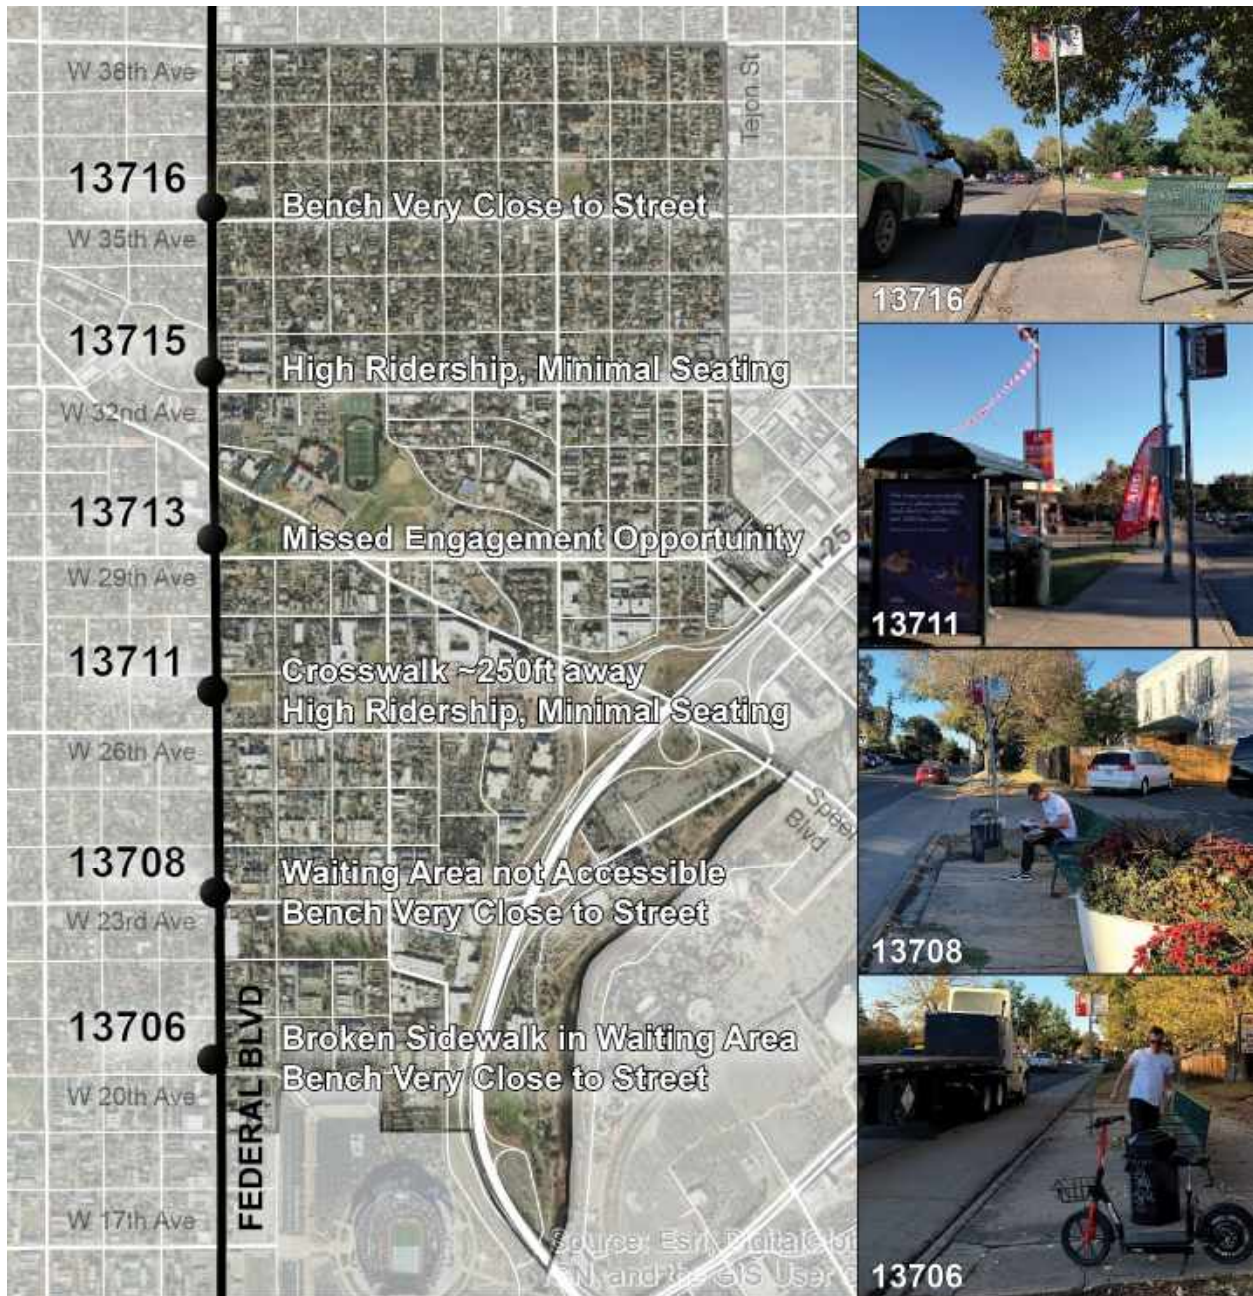 W 38th Ave
Tejon St
13716
Bench Very Close to Street
W 35th Ave
13715
High Ridership, Minimal Seating
W 32nd Ave
13713
Missed Engagement Opportunity
I-25
W 29th Ave
13711
Crosswalk ~250ft away
High Ridership, Minimal Seating
W 26th Ave
Speer
Blvd
13708
Waiting Area not Accessible
Bench Very Close to Street
W 23rd Ave
13706
Broken Sidewalk in Waiting Area
Bench Very Close to Street
W 20th Ave
FEDERAL BLVD
W 17th Ave
Source: Esri, DigitalGlob
and the GIS User
13716
13711
13708
13706